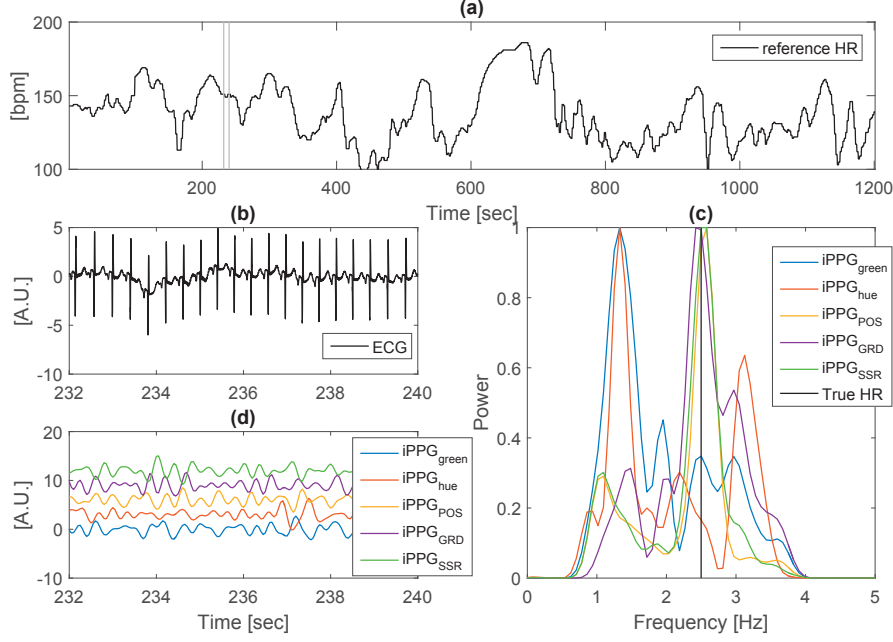 (a)
200
150
100
[bpm]
reference HR
200
400
600
800
1000
1200
Time [sec]
(b)
5
0
-5
-10
[A.U.]
ECG
232
234
236
238
240
(c)
1
0.8
0.6
0.4
0.2
0
Power
iPPGgreen
iPPGhue
iPPGPOS
iPPGGRD
iPPGSSR
True HR
0
1
2
3
4
5
Frequency [Hz]
(d)
20
10
0
-10
[A.U.]
iPPGgreen
iPPGhue
iPPGPOS
iPPGGRD
iPPGSSR
232
234
236
238
240
Time [sec]